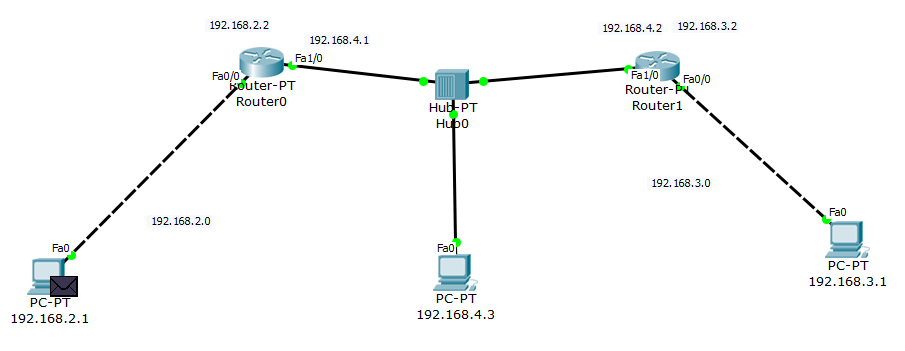 192.168.2.2
192.168.4.1
192.168.4.2
192.168.3.2
Fa1/0
Fa0/0
Router-PT
Router0
Hub-PT
Hub0
Fa1/0
Fa0/0
Router-PT
Router1
192.168.2.0
192.168.3.0
Fa0
PC-PT
192.168.2.1
Fa0
PC-PT
192.168.4.3
Fa0
PC-PT
192.168.3.1